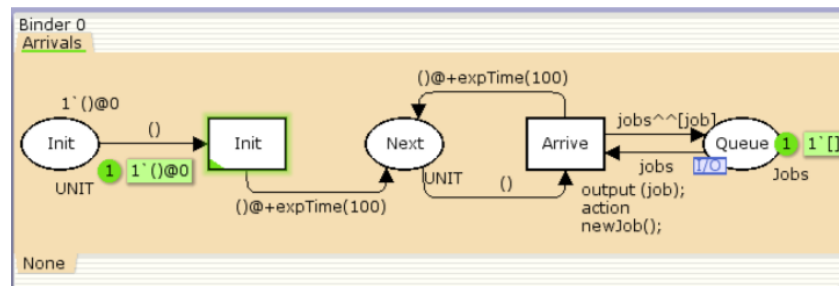 Binder 0
Arrivals
1`()@0
()@+expTime(100)
Init
()
Init
Next
Arrive
jobs^^[job]
Queue
1
1`[]
1
1`()@0
UNIT
UNIT
()
jobs
I/O
Jobs
()@+expTime(100)
output (job);
action
newJob();
None